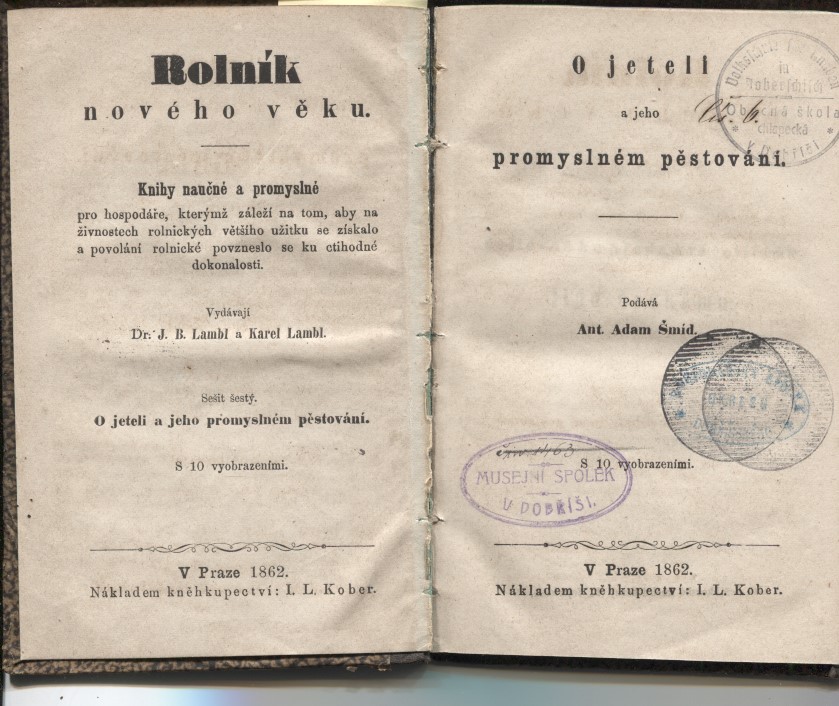 Rolník
nového věku.
Knihy naučné a promyslné
pro hospodáře, kterýmž záleží na tom, aby na
živnostech rolnických většího užitku se získalo
a povolání rolnické povzneslo se ku ctihodné
dokonalosti.
Vydávají
Dr. J. B. Lambl a Karel Lambl.
Sešit šestý.
O jeteli a jeho promyslném pěstování.
S 10 vyobrazeními.
V Praze 1862.
Nákladem kněhkupectví: I. L. Kober.
O jeteli
a jeho
promyslném pěstování.
Podává
Ant. Adam Šmíd.
S 10 vyobrazeními.
MUSEJNÍ SPOLEK
V DOBŘÍŠI.
V Praze 1862.
Nákladem kněhkupectví: I. L. Kober.
in
Obecná škola
chlapecká
v Dobříši